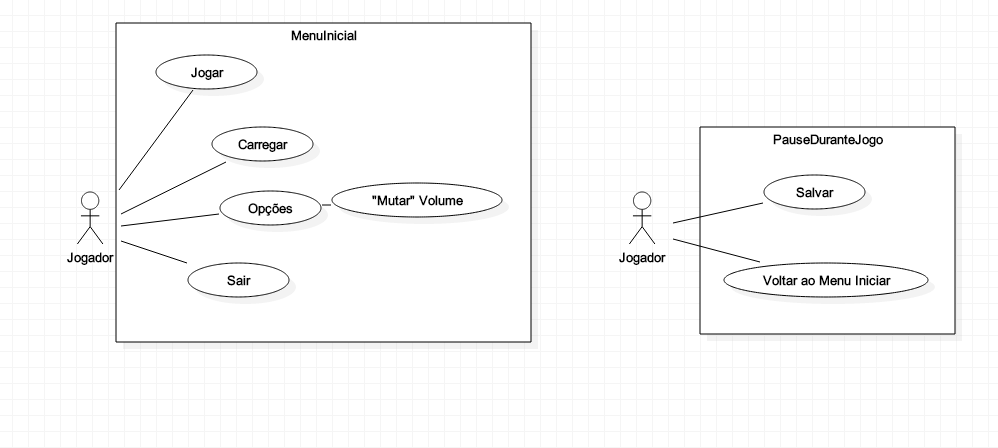 MenuInicial
Jogar
Carregar
Opções
"Mutar" Volume
Sair
Jogador
PauseDuranteJogo
Salvar
Jogador
Voltar ao Menu Iniciar